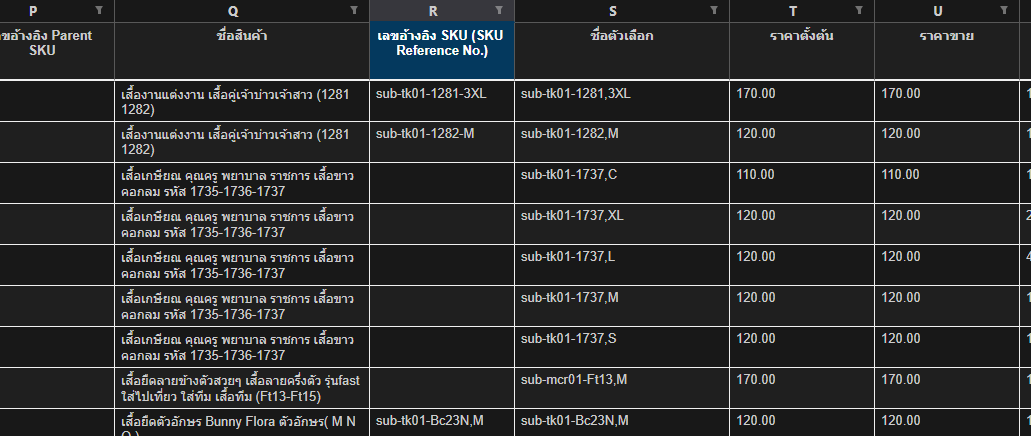 P Q R S T U
ขอ้างอิง Parent SKU ชื่อสินค้า เลขอ้างอิง SKU (SKU Reference No.) ชื่อตัวเลือก ราคาตั้งต้น ราคาขาย
เสื้องานแต่งงาน เสื้อคู่เจ้าบ่าวเจ้าสาว (1281 1282) sub-tk01-1281-3XL sub-tk01-1281,3XL 170.00 170.00
เสื้องานแต่งงาน เสื้อคู่เจ้าบ่าวเจ้าสาว (1281 1282) sub-tk01-1282-M sub-tk01-1282,M 120.00 120.00
เสื้อเกษียณ คุณครู พยาบาล ราชการ เสื้อขาว คอกลม รหัส 1735-1736-1737 sub-tk01-1737,C 110.00 110.00
เสื้อเกษียณ คุณครู พยาบาล ราชการ เสื้อขาว คอกลม รหัส 1735-1736-1737 sub-tk01-1737,XL 120.00 120.00
เสื้อเกษียณ คุณครู พยาบาล ราชการ เสื้อขาว คอกลม รหัส 1735-1736-1737 sub-tk01-1737,L 120.00 120.00
เสื้อเกษียณ คุณครู พยาบาล ราชการ เสื้อขาว คอกลม รหัส 1735-1736-1737 sub-tk01-1737,M 120.00 120.00
เสื้อเกษียณ คุณครู พยาบาล ราชการ เสื้อขาว คอกลม รหัส 1735-1736-1737 sub-tk01-1737,S 120.00 120.00
เสื้อยืดลายข้างตัวสวยๆ เสื้อลายครึ่งตัว รุ่นfast ใส่ไปเที่ยว ใส่ทีม เสื้อทีม (Ft13-Ft15) sub-mcr01-Ft13,M 170.00 170.00
เสื้อยืดตัวอักษร Bunny Flora ตัวอักษร( M N sub-tk01-Bc23N,M sub-tk01-Bc23N,M 120.00 120.00